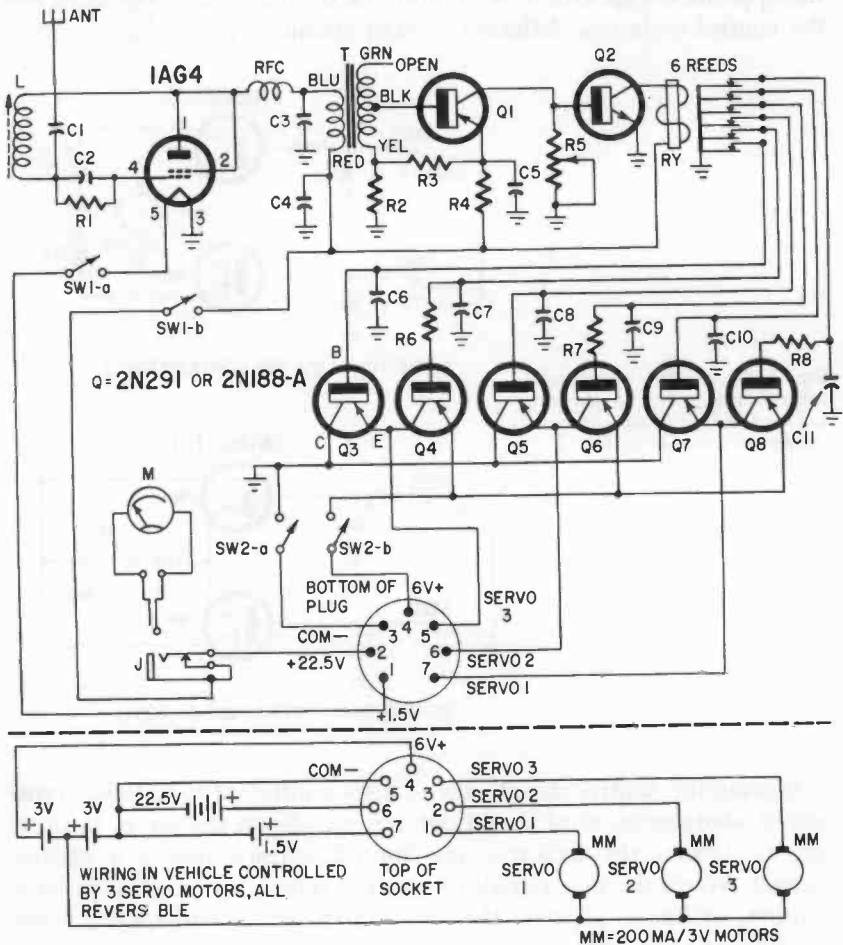 ANT
1AG4
RFC
T GRN
OPEN
BLU
BLK
Q1
Q2
6 REEDS
L
C1
C2
R1
1
2
4
5
3
C3
RED
YEL
R3
C4
R2
R4
C5
R5
RY
SW1-a
SW1-b
C6
C7
C8
C9
C10
R6
R7
R8
C11
Q = 2N291 OR 2N188-A
B
C
E
Q3
Q4
Q5
Q6
Q7
Q8
M
SW2-a
SW2-b
BOTTOM OF
PLUG
6V+
SERVO
3
COM−
3
4
5
2
6
1
7
+22.5V
SERVO 2
SERVO 1
J
+1.5V
6V+
COM−
SERVO 3
SERVO 2
SERVO 1
4
5
3
6
2
7
1
3V
3V
22.5V
+
+
+
+
1.5V
WIRING IN VEHICLE CONTROLLED
BY 3 SERVO MOTORS, ALL
REVERS BLE
TOP OF
SOCKET
MM
MM
MM
SERVO
1
SERVO
2
SERVO
3
MM=200 MA/3V MOTORS